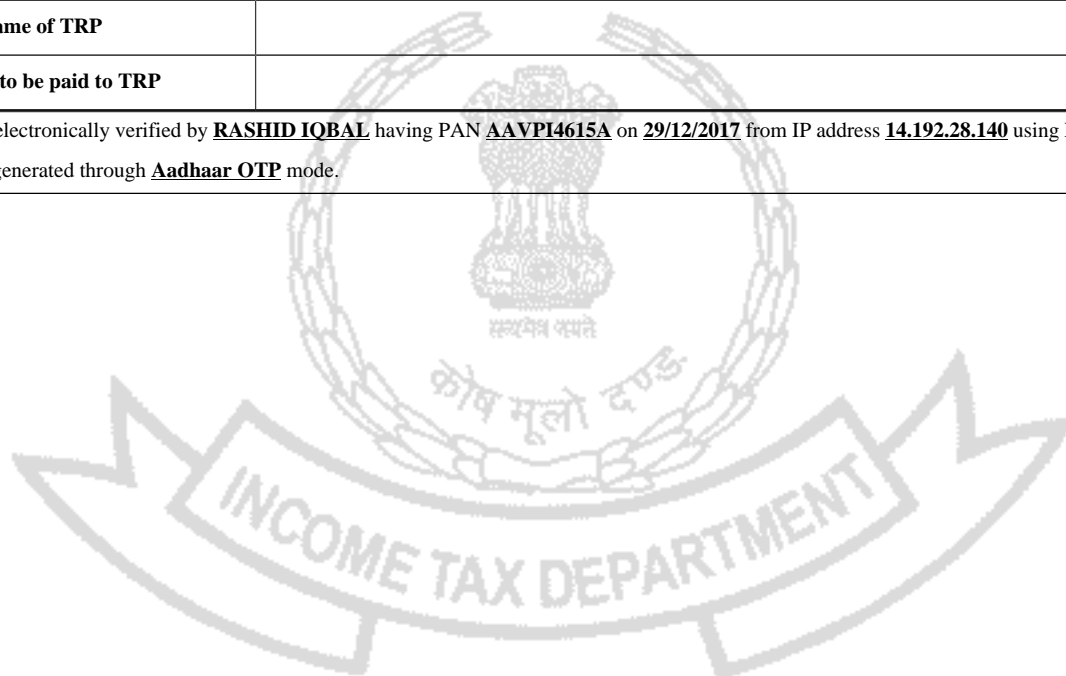 ame of TRP
to be paid to TRP
electronically verified by RASHID IQBAL having PAN AAVPI4615A on 29/12/2017 from IP address 14.192.28.140 using
generated through Aadhaar OTP mode.
सत्यमेव जयते
कोष मूलो दण्डः
INCOME TAX DEPARTMENT